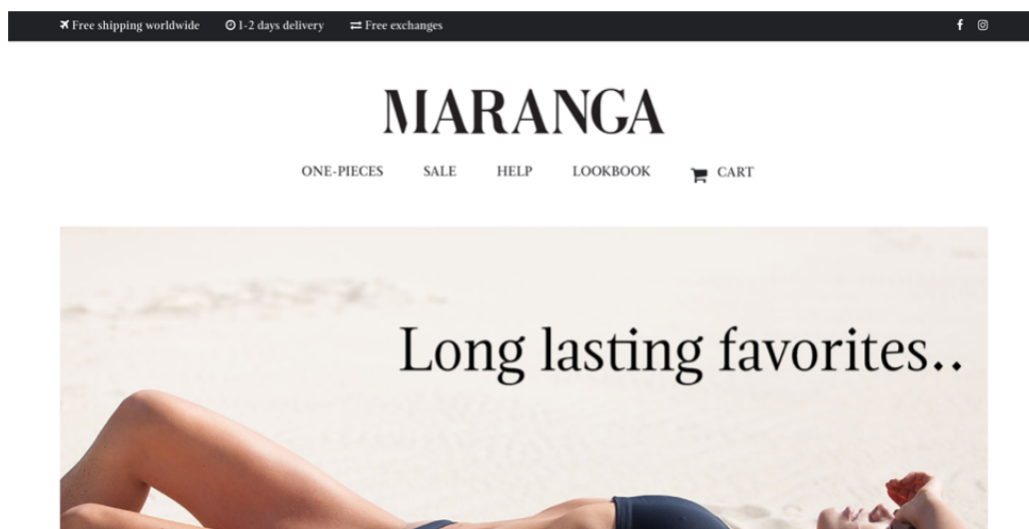 Free shipping worldwide 1-2 days delivery Free exchanges
MARANGA
ONE-PIECES SALE HELP LOOKBOOK CART
Long lasting favorites..